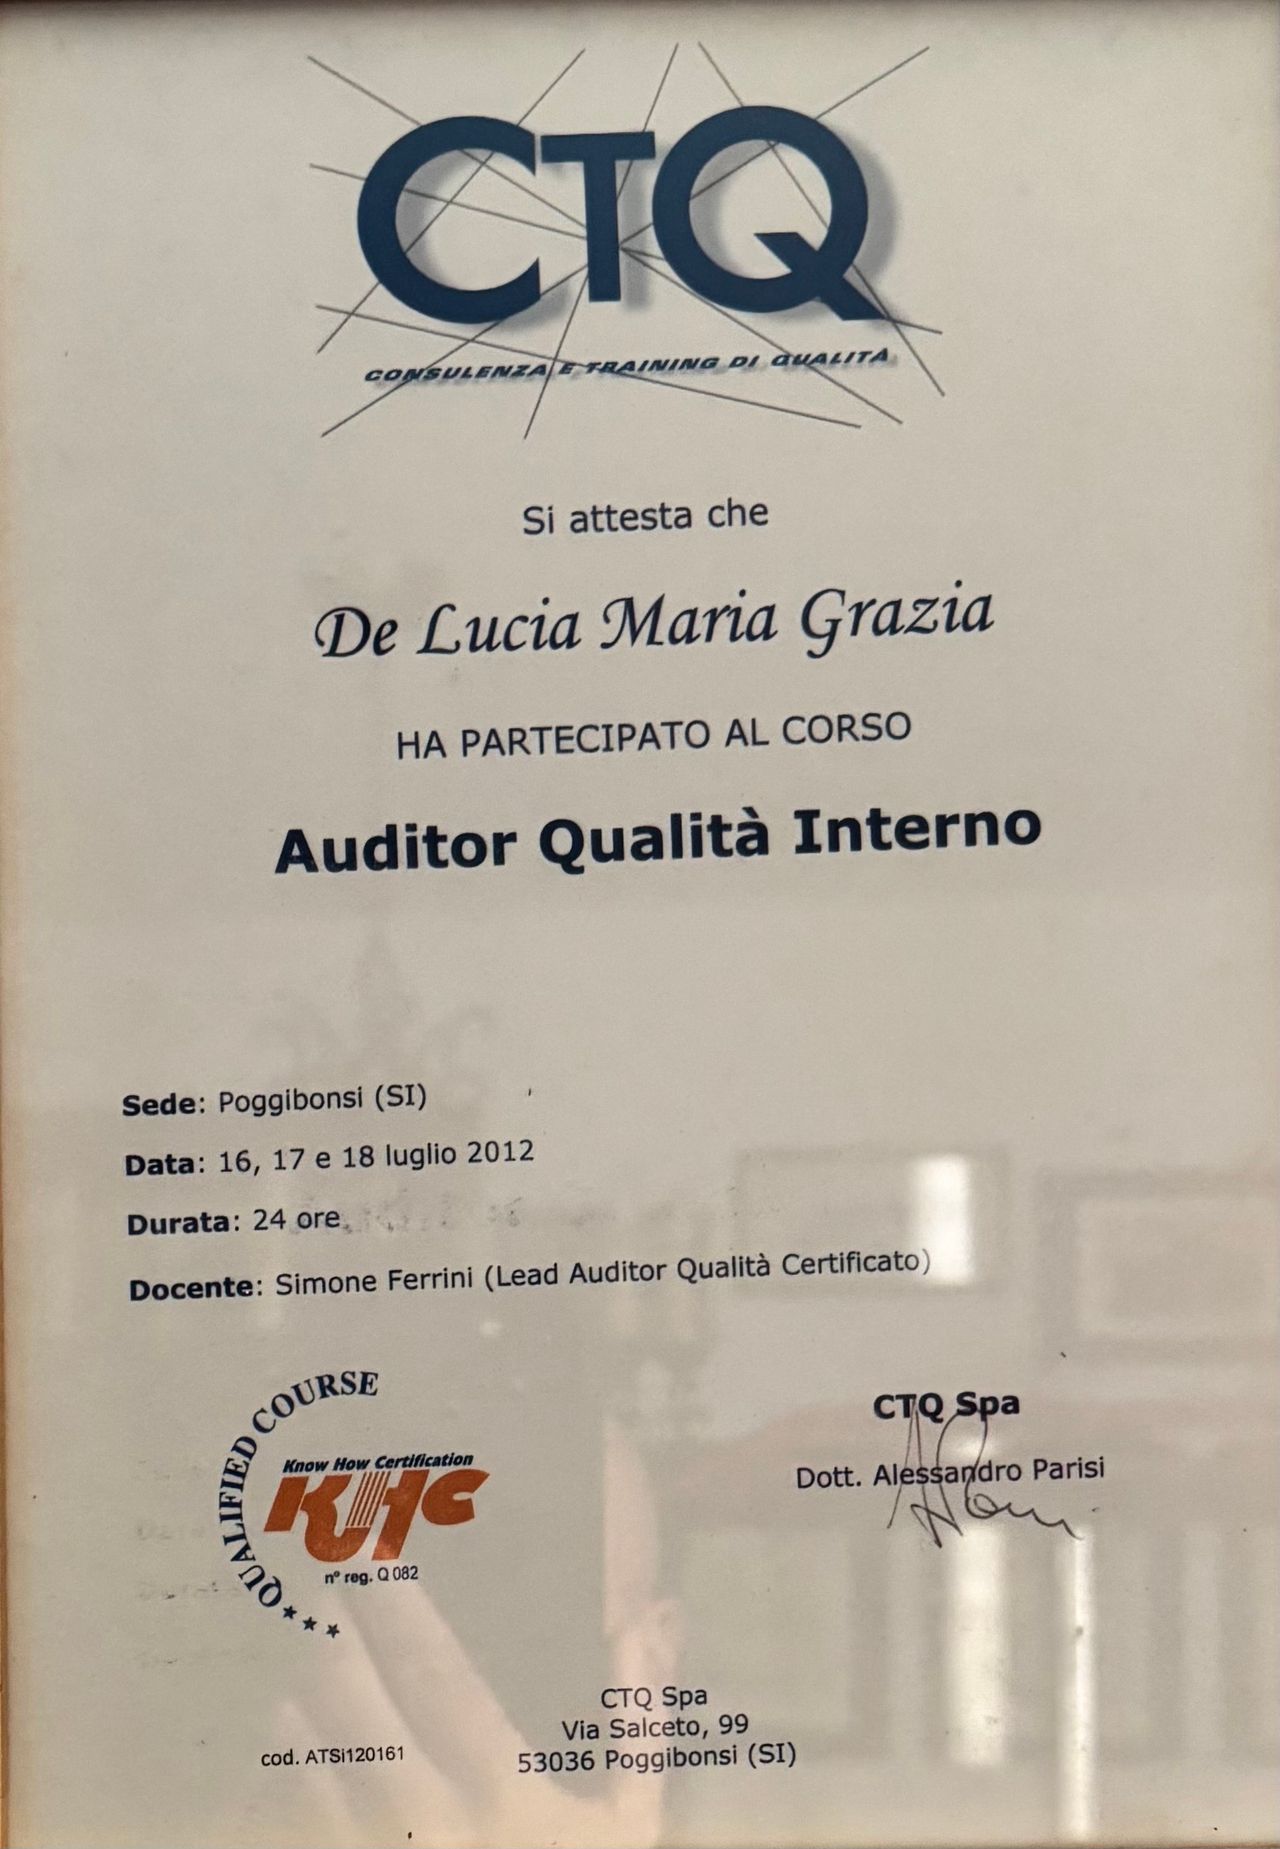 CTQ
CONSULENZA E TRAINING DI QUALITÀ
Si attesta che
De Lucia Maria Grazia
HA PARTECIPATO AL CORSO
Auditor Qualità Interno
Sede: Poggibonsi (SI)
Data: 16, 17 e 18 luglio 2012
Durata: 24 ore
Docente: Simone Ferrini (Lead Auditor Qualità Certificato)
QUALIFIED COURSE
Know How Certification
KHC
n° reg. Q 082
CTQ Spa
Dott. Alessandro Parisi
cod. ATSi120161
CTQ Spa
Via Salceto, 99
53036 Poggibonsi (SI)